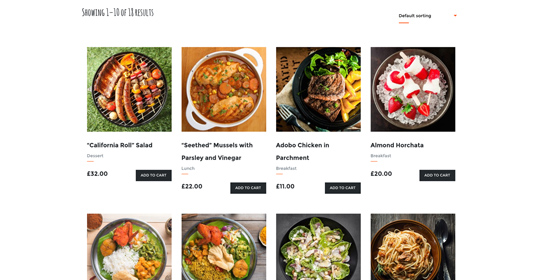 Showing 1–10 of 18 results
Default sorting
"California Roll" Salad
Dessert
£32.00
ADD TO CART
"Seethed" Mussels with
Parsley and Vinegar
Lunch
£22.00
ADD TO CART
Adobo Chicken in
Parchment
Breakfast
£11.00
ADD TO CART
Almond Horchata
Breakfast
£20.00
ADD TO CART